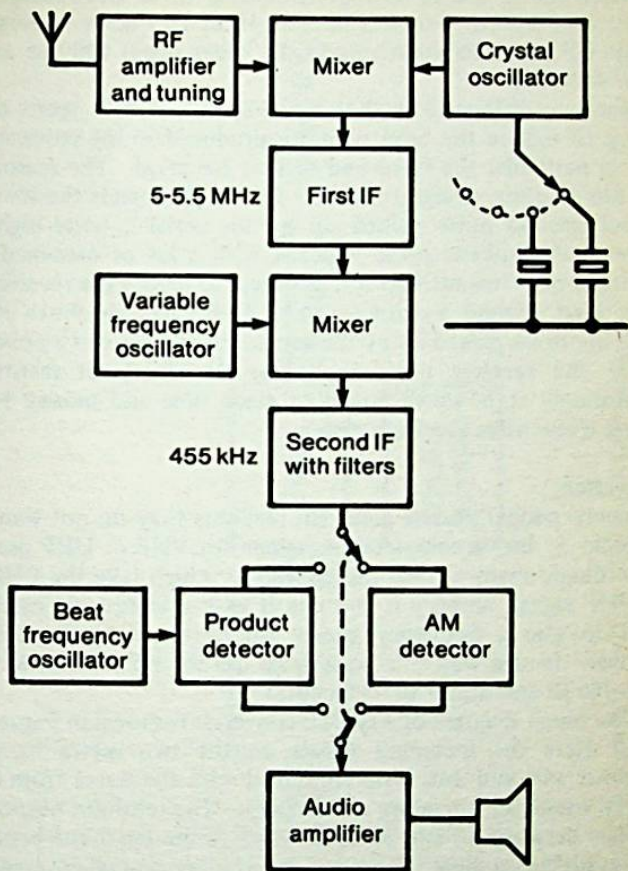 RF
amplifier
and tuning
Mixer
Crystal
oscillator
5-5.5 MHz
First IF
Variable
frequency
oscillator
Mixer
455 kHz
Second IF
with filters
Beat
frequency
oscillator
Product
detector
AM
detector
Audio
amplifier